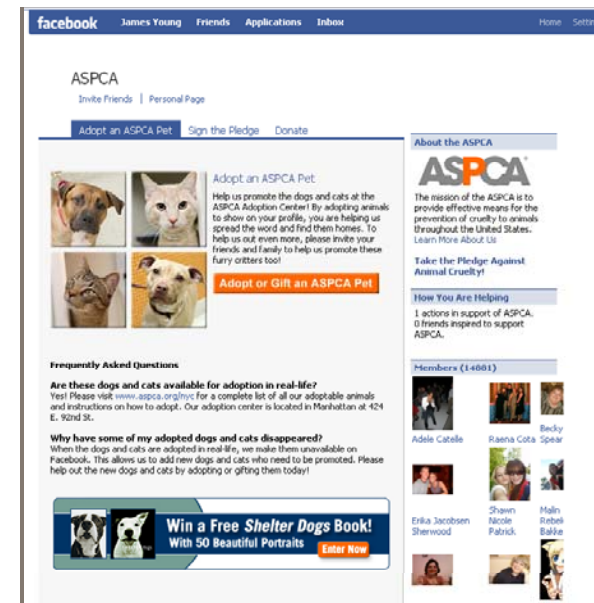 facebook James Young Friends Applications Inbox Home
ASPCA
Invite Friends | Personal Page
Adopt an ASPCA Pet Sign the Pledge Donate
Adopt an ASPCA Pet
Help us promote the dogs and cats at the
ASPCA Adoption Center! By adopting animals
to show on your profile, you are helping us
spread the word and find them homes. To
help us out even more, please invite your
friends and family to help us promote these
furry critters too!
Adopt or Gift an ASPCA Pet
Frequently Asked Questions
Are these dogs and cats available for adoption in real-life?
Yes! Please visit www.aspca.org/nyc for a complete list of all our adoptable animals
and instructions on how to adopt. Our adoption center is located in Manhattan at 424
E. 92nd St.
Why have some of my adopted dogs and cats disappeared?
When the dogs and cats are adopted in real-life, we make them unavailable on
Facebook. This allows us to add new dogs and cats who need to be promoted. Please
help out the new dogs and cats by adopting or gifting them today!
Win a Free Shelter Dogs Book!
With 50 Beautiful Portraits
Enter Now
About the ASPCA
ASPCA
The mission of the ASPCA is to
provide effective means for the
prevention of cruelty to animals
throughout the United States.
Learn More About Us
Take the Pledge Against
Animal Cruelty!
How You Are Helping
1 actions in support of ASPCA.
0 friends inspired to support
ASPCA.
Members (14001)
Adele Catelle Raena Cota Becky
Spear
Erika Jacobsen Shawn Malin
Sherwood Nicole Rebek
Patrick Bakke